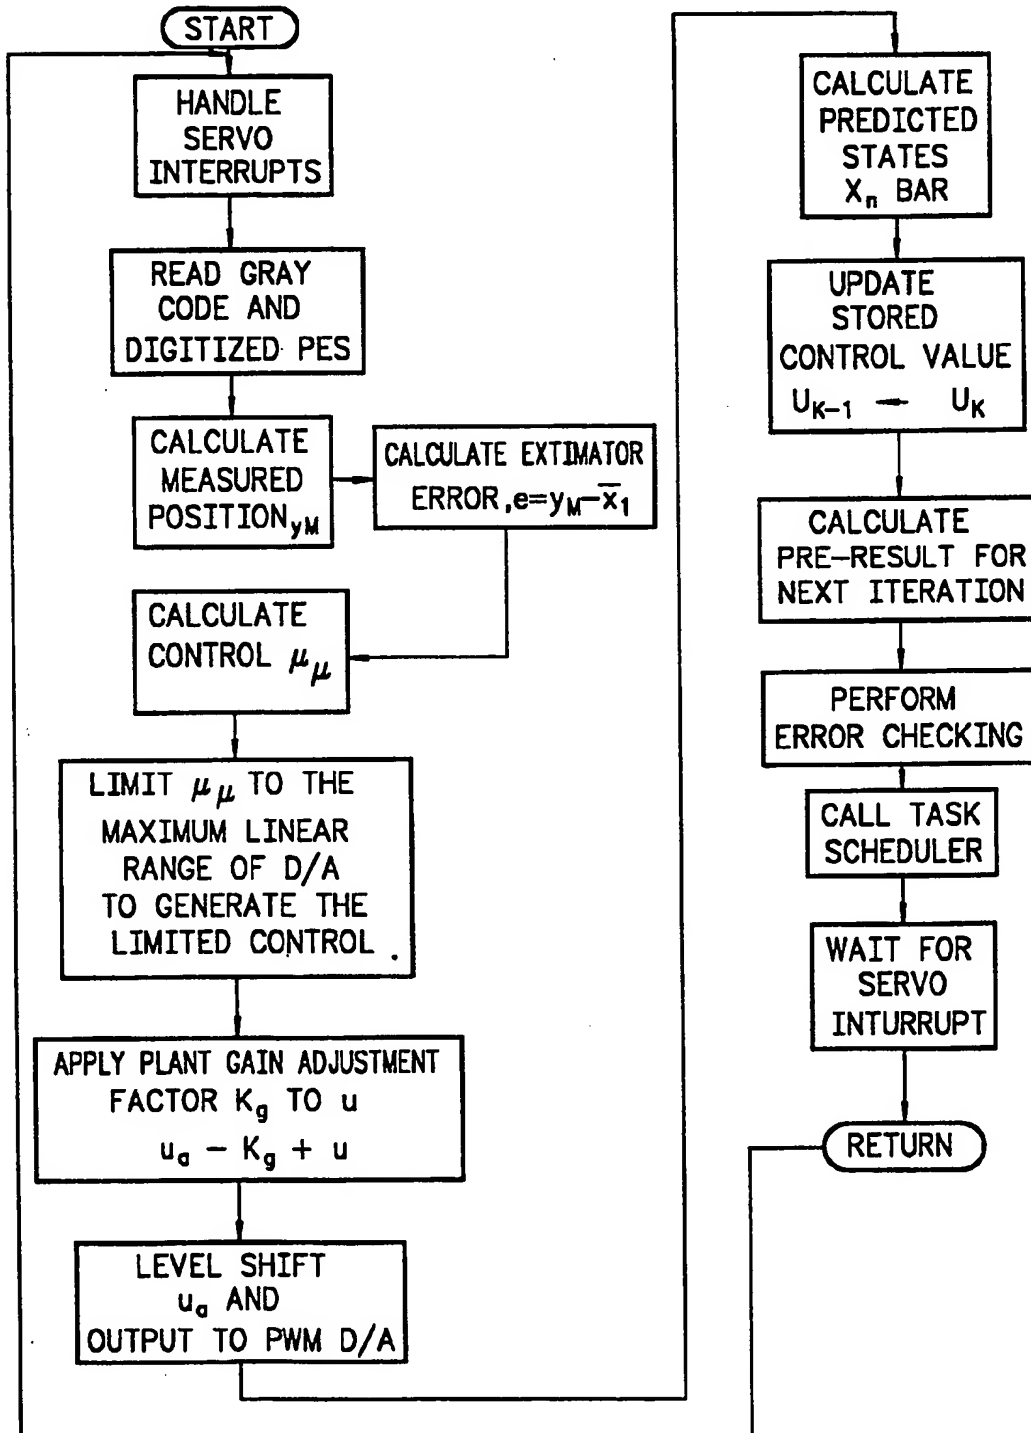 START
HANDLE
SERVO
INTERRUPTS
READ GRAY
CODE AND
DIGITIZED PES
CALCULATE
MEASURED
POSITION yM
CALCULATE EXTIMATOR
ERROR, e=yM-x̄1
CALCULATE
CONTROL μμ
LIMIT μμ TO THE
MAXIMUM LINEAR
RANGE OF D/A
TO GENERATE THE
LIMITED CONTROL .
APPLY PLANT GAIN ADJUSTMENT
FACTOR Kg TO u
ua - Kg + u
LEVEL SHIFT
ua AND
OUTPUT TO PWM D/A
CALCULATE
PREDICTED
STATES
Xn BAR
UPDATE
STORED
CONTROL VALUE
UK-1 ← UK
CALCULATE
PRE-RESULT FOR
NEXT ITERATION
PERFORM
ERROR CHECKING
CALL TASK
SCHEDULER
WAIT FOR
SERVO
INTURRUPT
RETURN